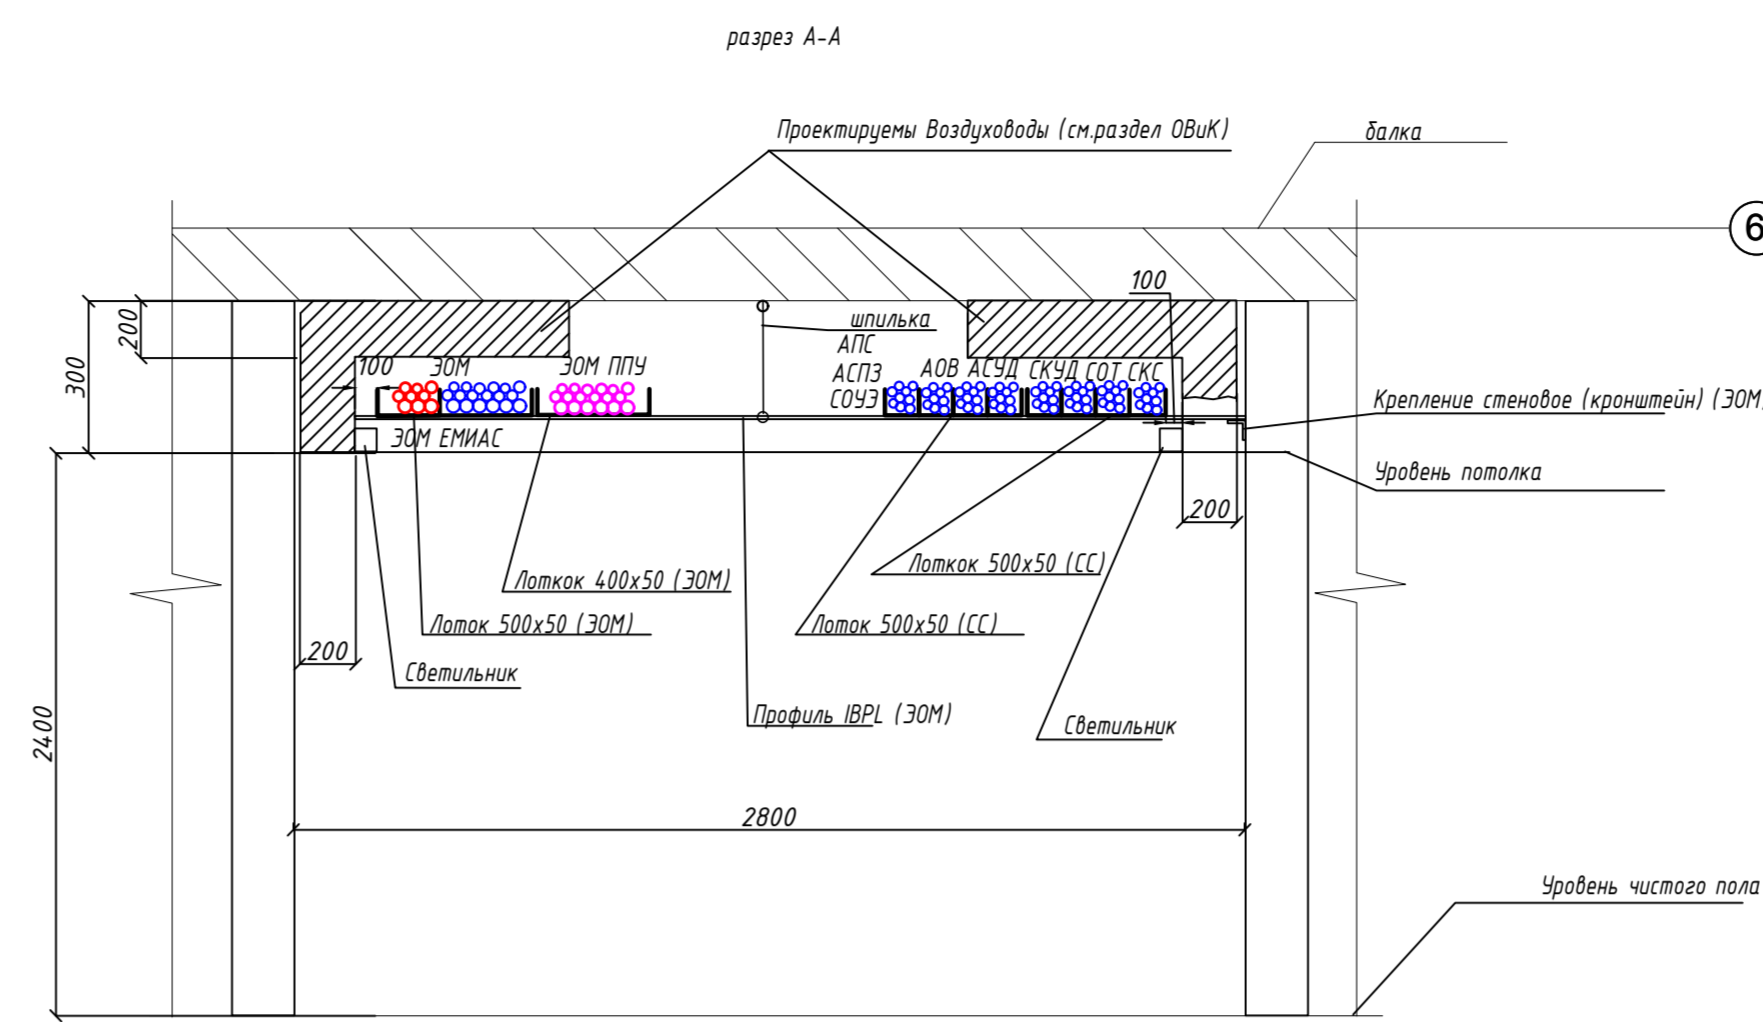 разрез А-А
Проектируемы Воздуховоды (см.раздел ОВиК)
балка
6
100
шпилька
300
200
АПС
100
ЭОМ
ЭОМ ППУ
АСПЗ
АОВ АСУД СКУД СОТ СКС
СОУЭ
Крепление стеновое (кронштейн) (ЭОМ)
ЭОМ ЕМИАС
Уровень потолка
200
Лоткок 500х50 (СС)
Лоткок 400х50 (ЭОМ)
Лоток 500х50 (ЭОМ)
Лоток 500х50 (СС)
200
Светильник
Профиль IBPL (ЭОМ)
Светильник
2400
2800
Уровень чистого пола